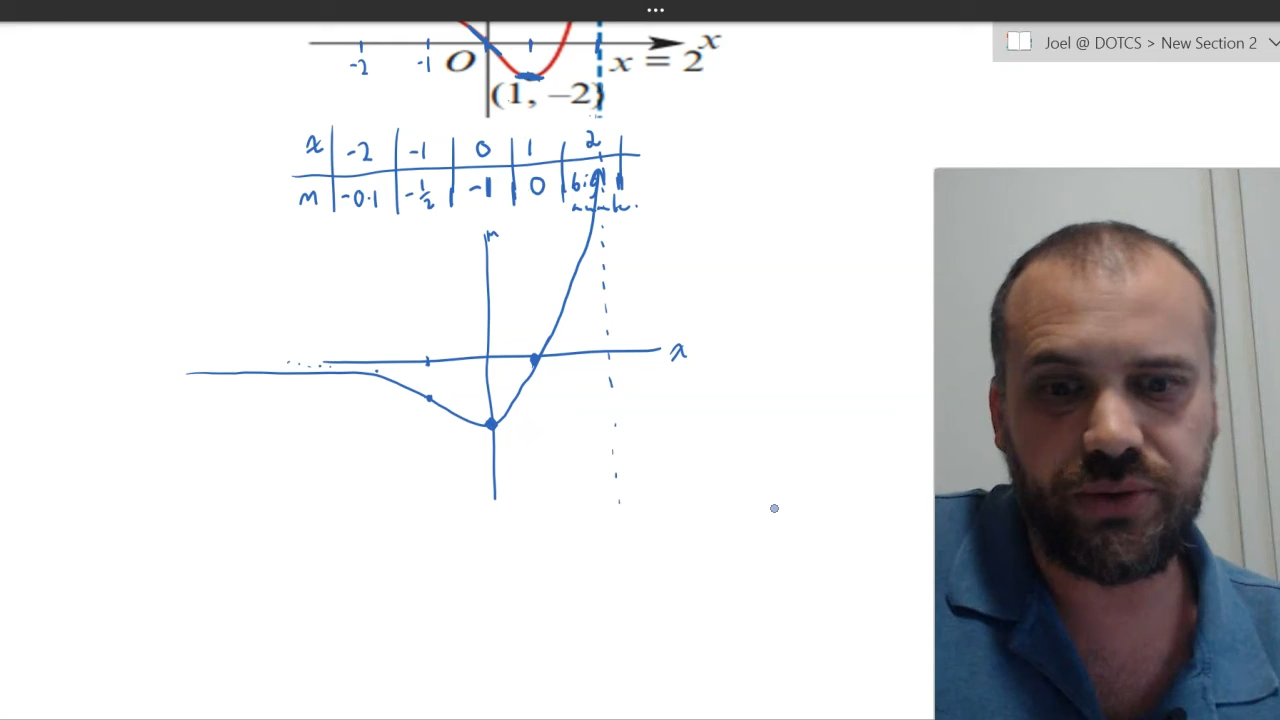 Joel @ DOTCS > New Section 2
x
-2 -1 O x = 2
(1, −2)
x -2 -1 0 1 2
m -0.1 -1/2 -1 0 big
number.
m
x